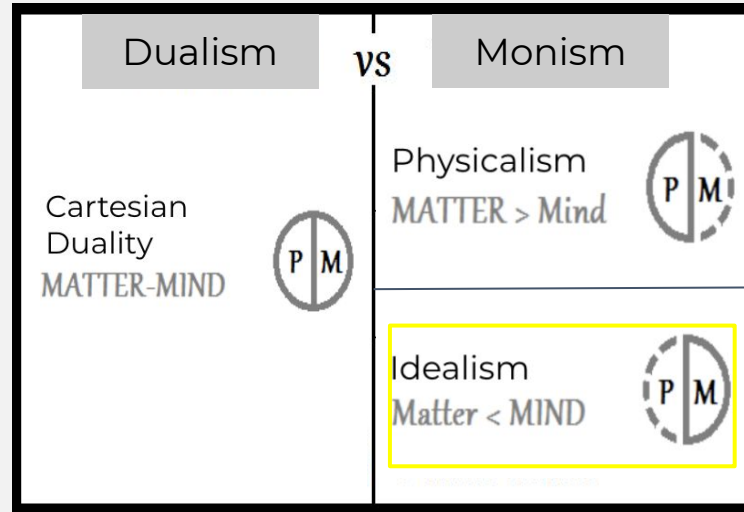 Dualism
vs
Monism
Cartesian
Duality
MATTER-MIND
P M
Physicalism
MATTER > Mind
P M
Idealism
Matter < MIND
P M